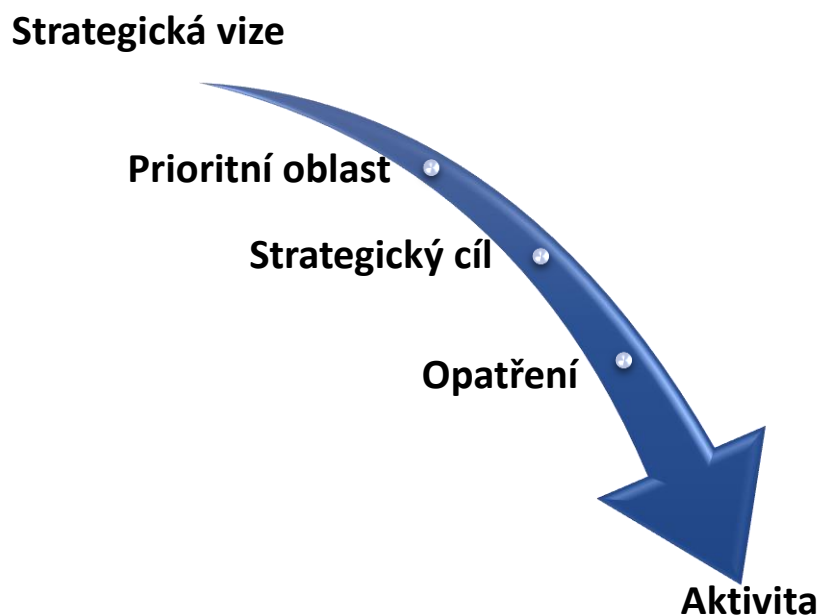 Strategická vize
Prioritní oblast
Strategický cíl
Opatření
Aktivita